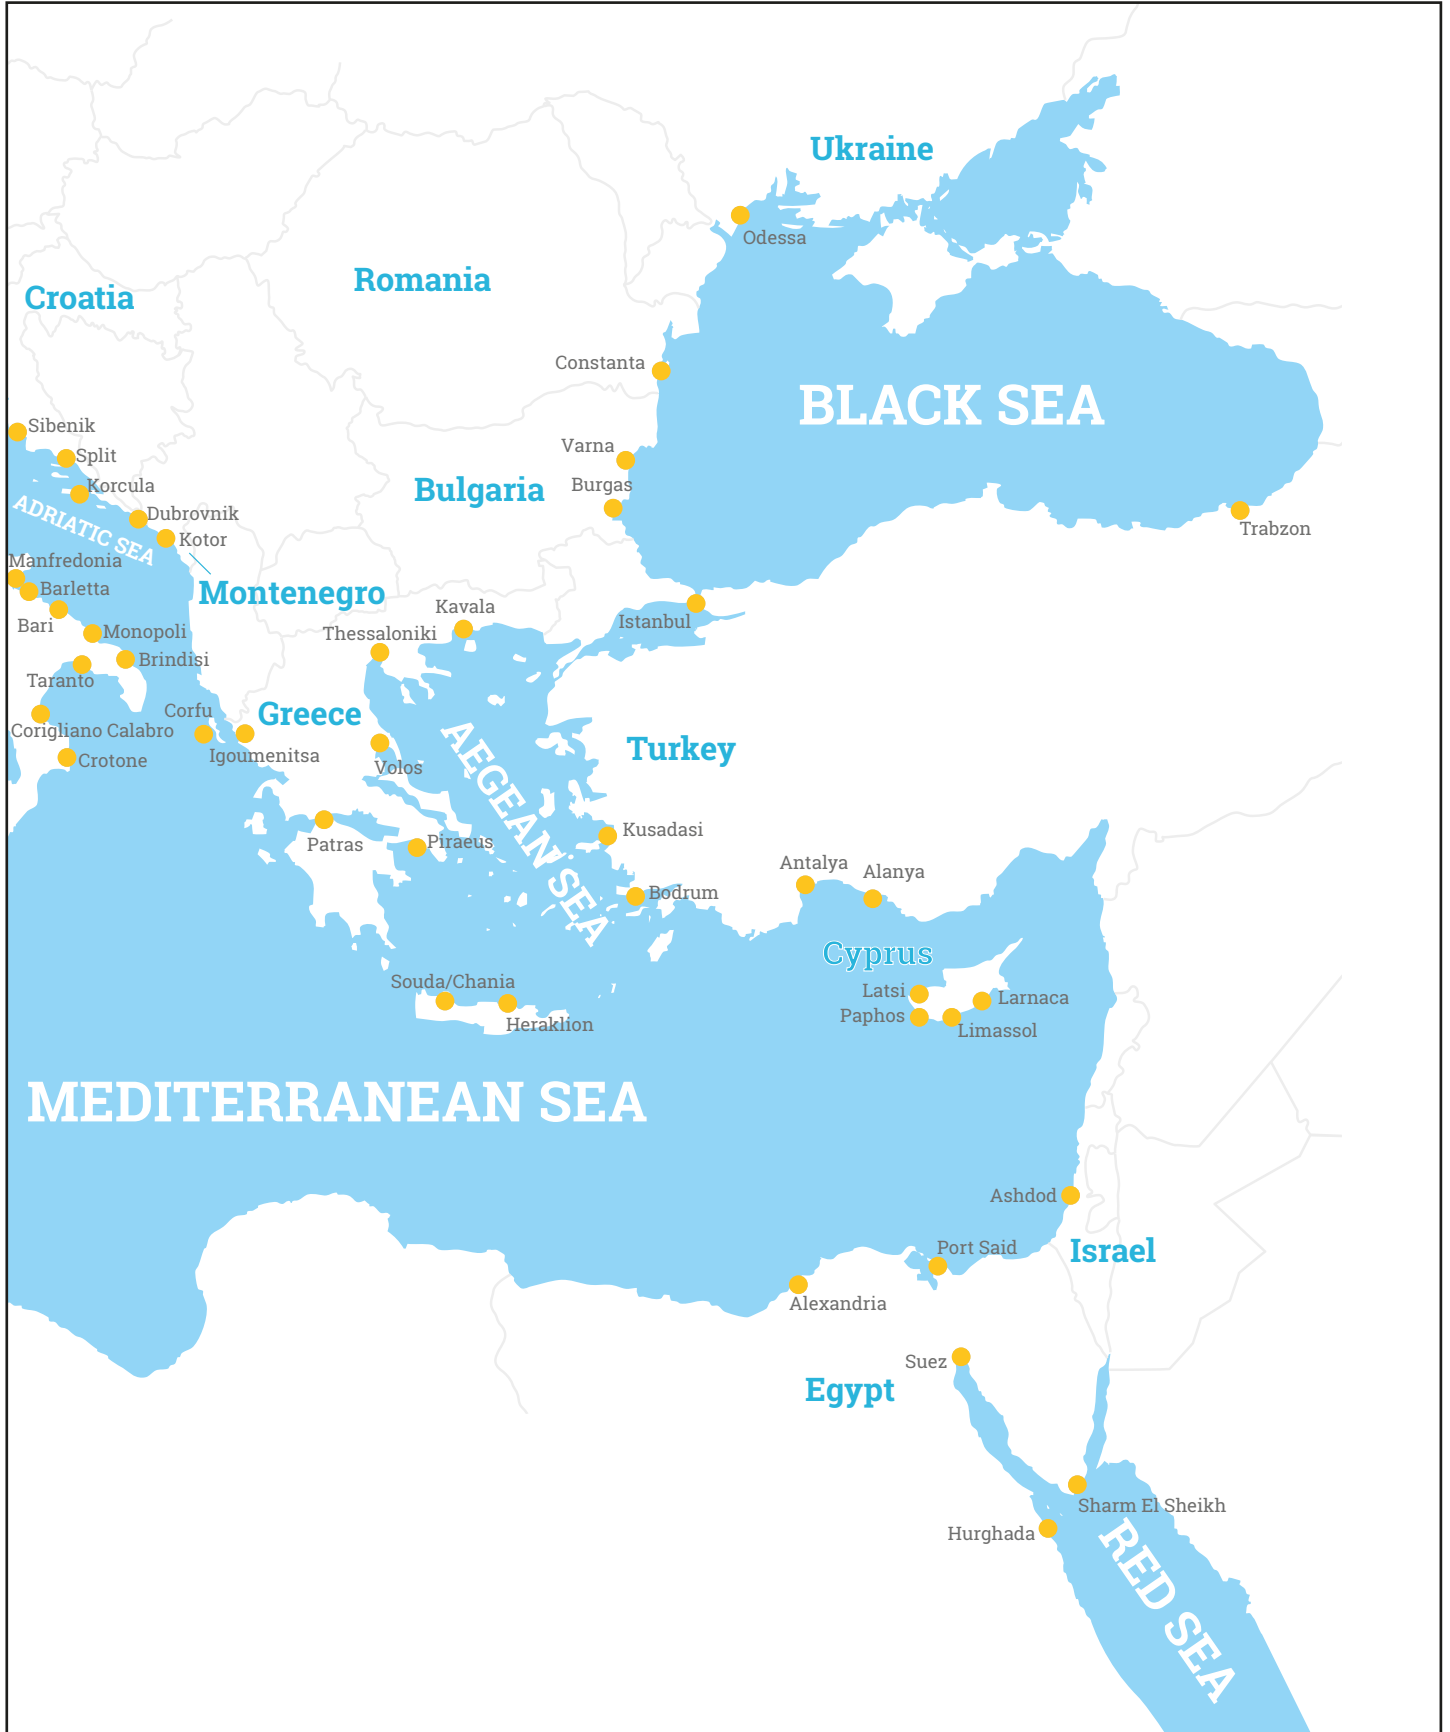 Ukraine
Odessa
Romania
Croatia
Constanta
BLACK SEA
Sibenik
Split
Varna
Korcula
Burgas
Bulgaria
ADRIATIC SEA
Dubrovnik
Trabzon
Kotor
Manfredonia
Barletta
Montenegro
Kavala
Bari
Istanbul
Monopoli
Thessaloniki
Brindisi
Taranto
Corfu
Greece
Corigliano Calabro
Igoumenitsa
Turkey
Crotone
Volos
AEGEAN SEA
Kusadasi
Patras
Piraeus
Antalya
Alanya
Bodrum
Cyprus
Souda/Chania
Latsi
Larnaca
Paphos
Heraklion
Limassol
MEDITERRANEAN SEA
Ashdod
Port Said
Israel
Alexandria
Suez
Egypt
Sharm El Sheikh
Hurghada
RED SEA